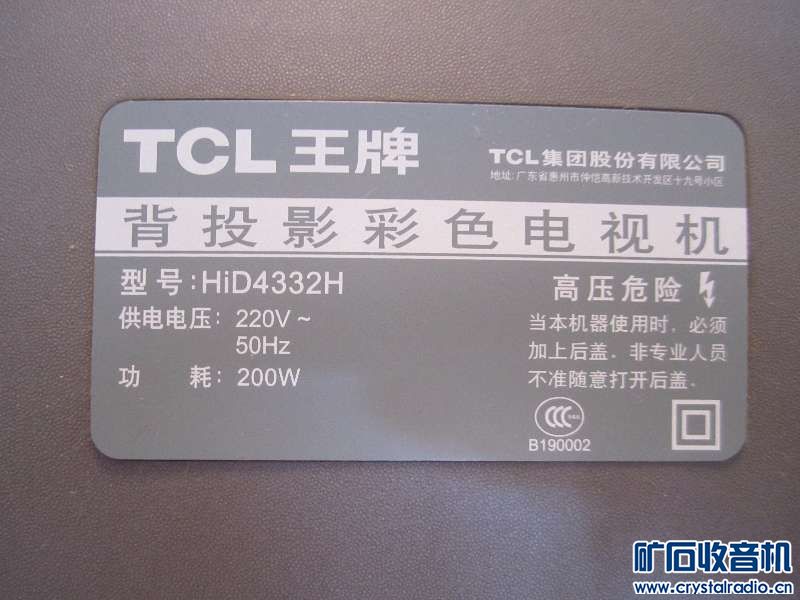 TCL 王牌
TCL集团股份有限公司
地址: 广东省惠州市仲恺高新技术开发区十九号小区
背投影彩色电视机
型号:HiD4332H
供电电压: 220V~
50Hz
功 耗: 200W
高压危险
当本机器使用时，必须
加上后盖。非专业人员
不准随意打开后盖。
CCC
B190002
矿石收音机
www.crystalradio.cn